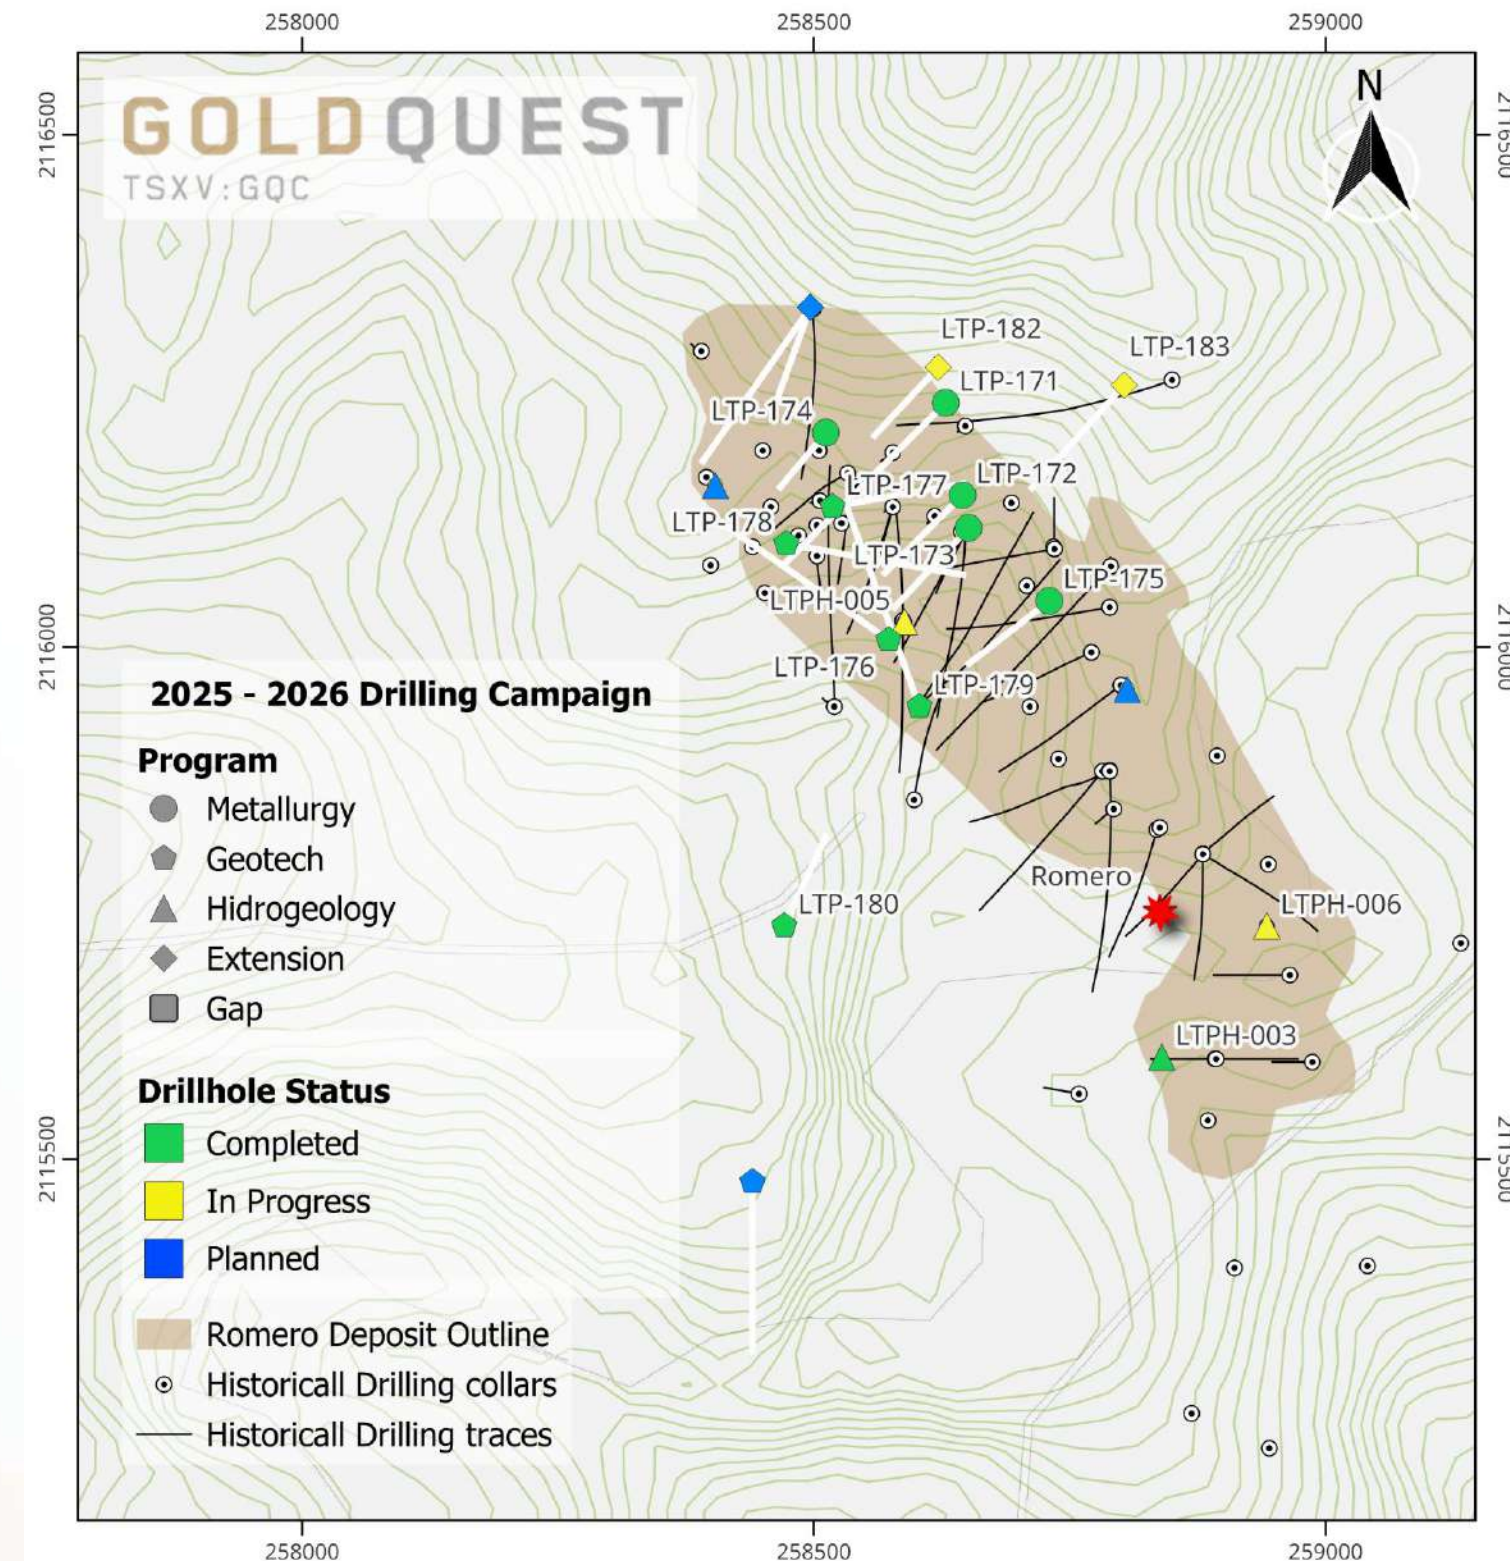 258000
258500
259000
2116500
2116500
N
GOLDQUEST
TSXV:GQC
LTP-182
LTP-183
LTP-171
LTP-174
LTP-172
LTP-177
LTP-178
LTP-173
LTP-175
LTPH-005
2116000
2116000
LTP-176
LTP-179
2025 - 2026 Drilling Campaign
Program
Metallurgy
Geotech
Hidrogeology
Extension
Gap
Romero
LTP-180
LTPH-006
LTPH-003
Drillhole Status
Completed
In Progress
Planned
2115500
2115500
Romero Deposit Outline
Historicall Drilling collars
Historicall Drilling traces
258000
258500
259000